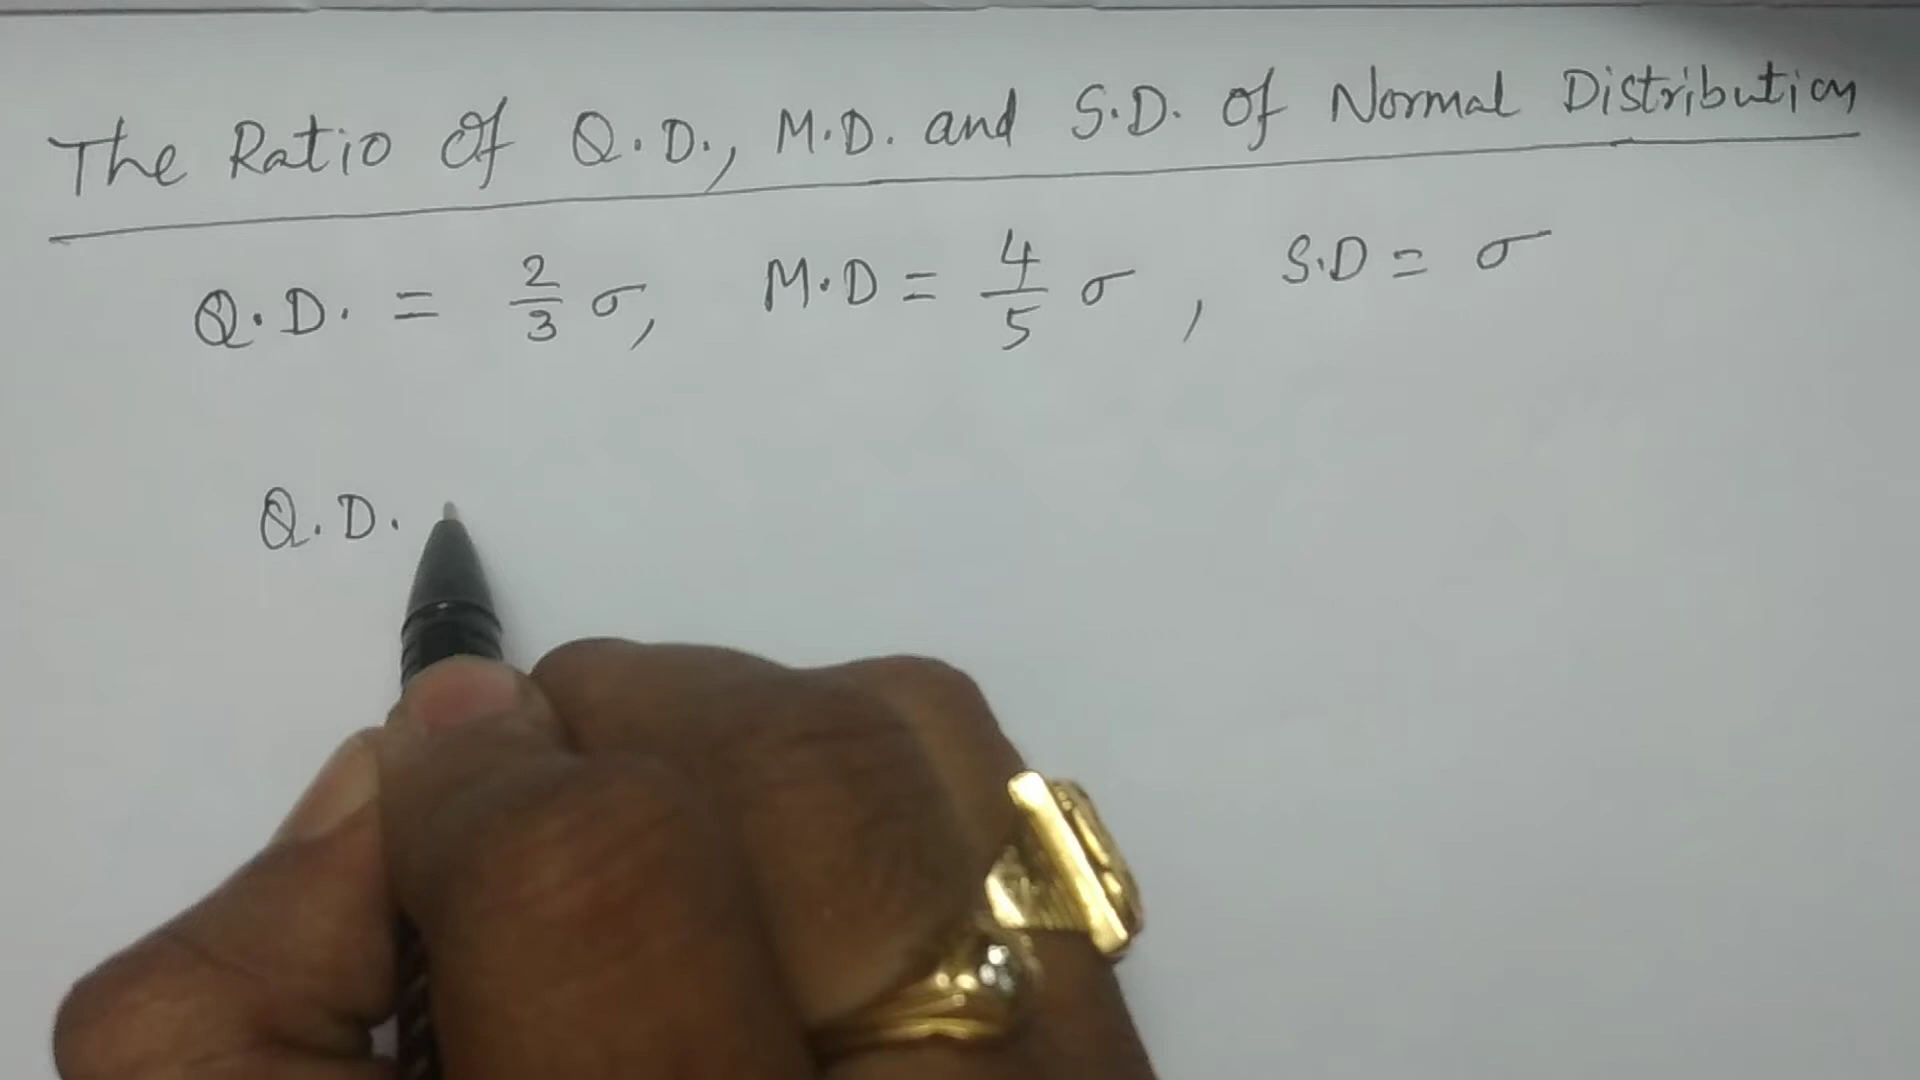 The Ratio Of Q.D., M.D. and S.D. Of Normal Distribution
Q.D. = 2/3 σ, M.D = 4/5 σ, S.D = σ
Q.D.